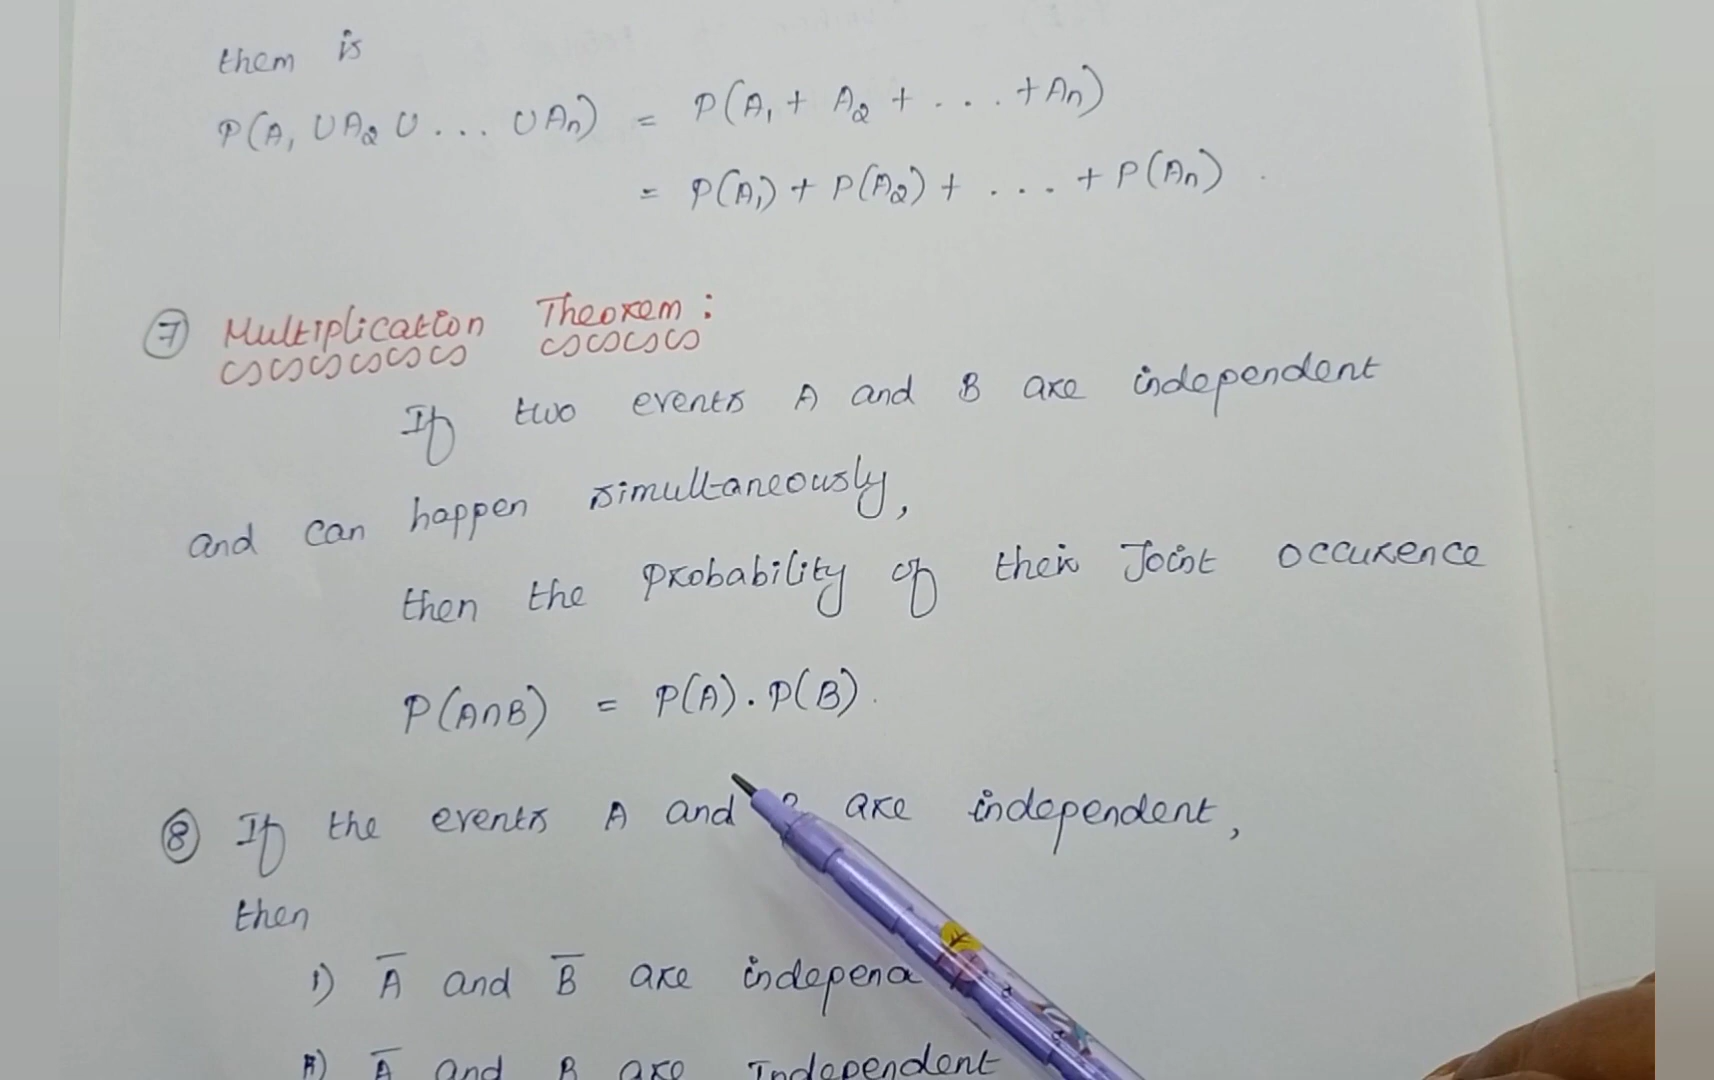 them is
P(A₁ ∪ A₂ ∪ ... ∪ Aₙ) = P(A₁ + A₂ + ... + Aₙ)
= P(A₁) + P(A₂) + ... + P(Aₙ).
⑦ Multiplication Theorem:
If two events A and B are independent
and can happen simultaneously,
then the probability of their Joint occurence
P(A∩B) = P(A).P(B).
⑧ If the events A and are independent,
then
i) A̅ and B̅ are
ii) A̅ and B are Independent